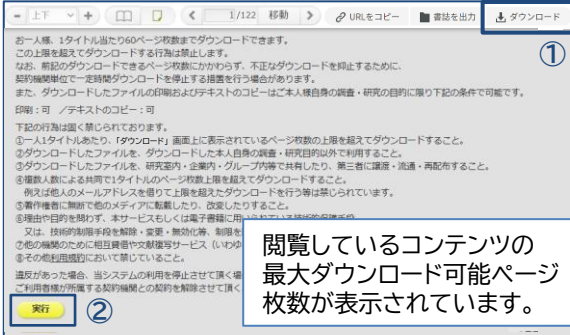 上下 1/122 移動 URLをコピー 書誌を出力 ダウンロード
①
お一人様、1タイトル当たり60ページ枚数までダウンロードできます。
この上限を超えてダウンロードする行為は禁止します。
なお、前記のダウンロードできるページ枚数にかかわらず、不正なダウンロードを抑止するために、
契約機関単位で一定時間ダウンロードを停止する措置を行う場合があります。
また、ダウンロードしたファイルの印刷およびテキストのコピーはご本人様自身の調査・研究の目的に限り下記の条件で可能です。
印刷:可 /テキストのコピー:可
下記の行為は固く禁じられております。
①一人1タイトルあたり、「ダウンロード」画面上に表示されているページ枚数の上限を超えてダウンロードすること。
②ダウンロードしたファイルを、ダウンロードした本人自身の調査・研究目的以外で利用すること。
③ダウンロードしたファイルを、研究室内・企業内・グループ内等で共有したり、第三者に譲渡・流通・再配布すること。
④複数人による共同で1タイトルのページ枚数上限を超えてダウンロードすること。
例えば他人のメールアドレスを借りて上限を超えたダウンロードを行う等は禁じられています。
⑤著作権者に無断で他のメディアに転載したり、改変したりすること。
⑥理由や目的を問わず、本サービスもしくは電子書籍に用いられている技術的保護手段
又は、技術的制限手段を解除・変更・無効化等、制限を
⑦他の機関のために相互貸借や文献複写サービス(いわゆ
⑧その他利用規約において禁じていること。
違反があった場合、当システムの利用を停止させて頂く場
ご利用者様が所属する契約機関との契約を解除させて頂く
実行
②
閲覧しているコンテンツの
最大ダウンロード可能ページ
枚数が表示されています。